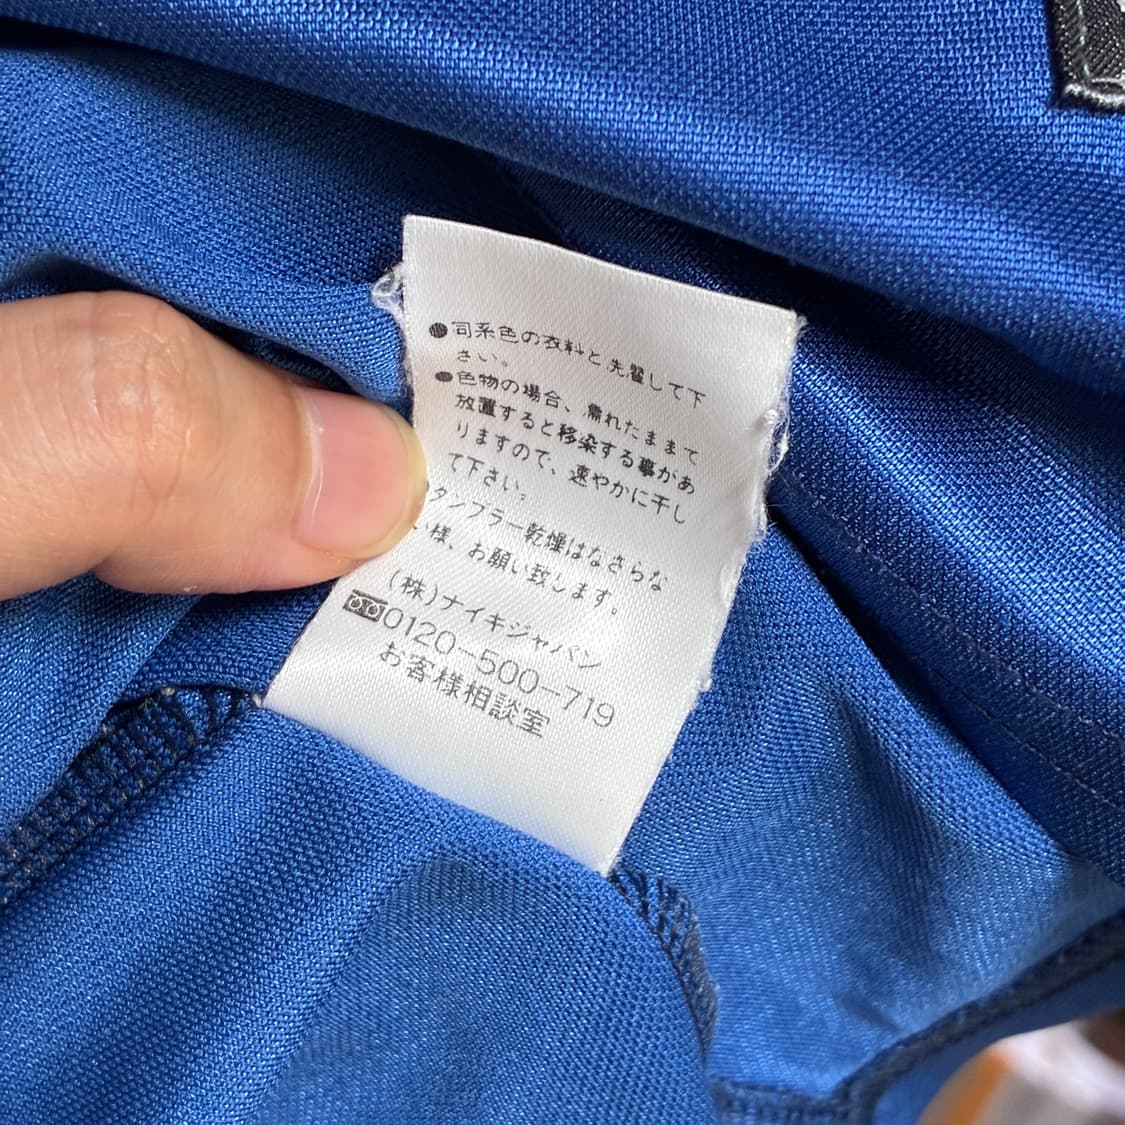 ●同系色の衣料と洗濯して下
さい。
●色物の場合、濡れたままで
放置すると移染する事があ
りますので、速やかに干し
て下さい。
タンブラー乾燥はなさらな
い様、お願い致します。
(株)ナイキジャパン
0120-500-719
お客様相談室